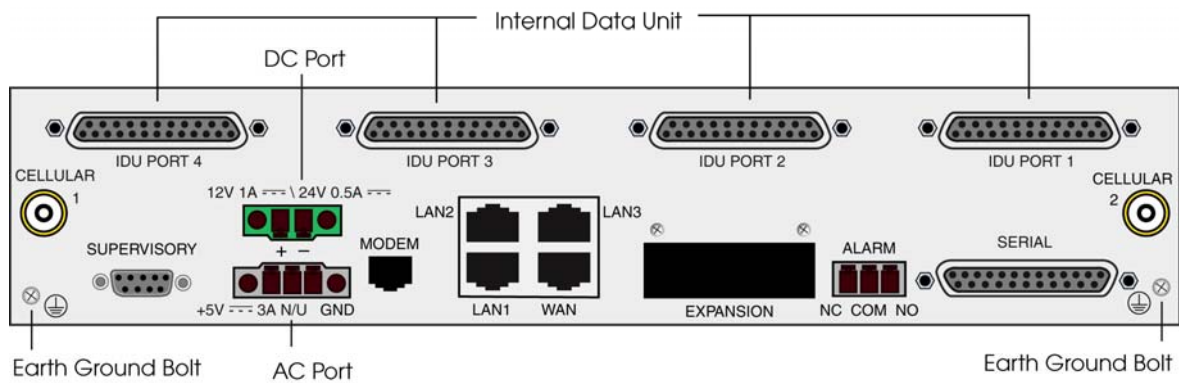 Internal Data Unit
DC Port
IDU PORT 4
IDU PORT 3
IDU PORT 2
IDU PORT 1
CELLULAR
1
12V 1A ⎓ \ 24V 0.5A ⎓
CELLULAR
2
LAN2
LAN3
SUPERVISORY
+ −
MODEM
ALARM
SERIAL
+5V ⎓ 3A N/U GND
LAN1
WAN
EXPANSION
NC COM NO
Earth Ground Bolt
AC Port
Earth Ground Bolt